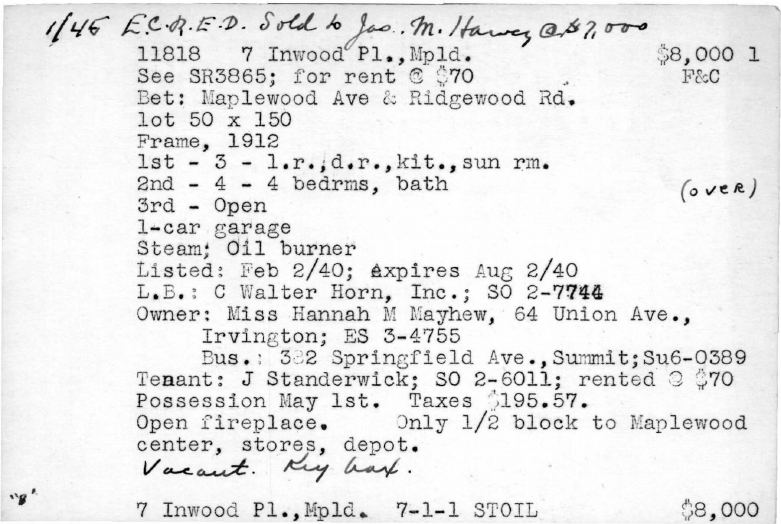 1/45 E.C.R.E.D. Sold to Jas. M. Harvey @ $7,000
11818 7 Inwood Pl.,Mpld. $8,000 1
See SR3865; for rent @ $70 F&C
Bet: Maplewood Ave & Ridgewood Rd.
lot 50 x 150
Frame, 1912
1st - 3 - l.r.,d.r.,kit.,sun rm.
2nd - 4 - 4 bedrms, bath (over)
3rd - Open
1-car garage
Steam; Oil burner
Listed: Feb 2/40; Expires Aug 2/40
L.B.: C Walter Horn, Inc.; SO 2-7744
Owner: Miss Hannah M Mayhew, 64 Union Ave.,
Irvington; ES 3-4755
Bus.: 382 Springfield Ave.,Summit;Su6-0389
Tenant: J Standerwick; SO 2-6011; rented @ $70
Possession May 1st. Taxes $195.57.
Open fireplace. Only 1/2 block to Maplewood
center, stores, depot.
Vacant. Key box.
"B"
7 Inwood Pl.,Mpld. 7-1-1 STOIL $8,000